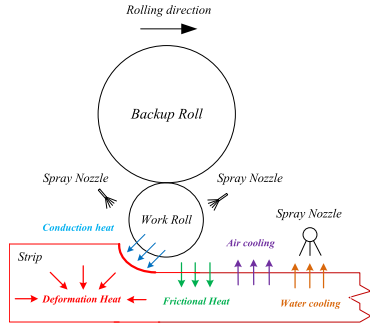 Rolling direction
Backup Roll
Spray Nozzle
Spray Nozzle
Work Roll
Spray Nozzle
Conduction heat
Air cooling
Strip
Deformation Heat
Frictional Heat
Water cooling